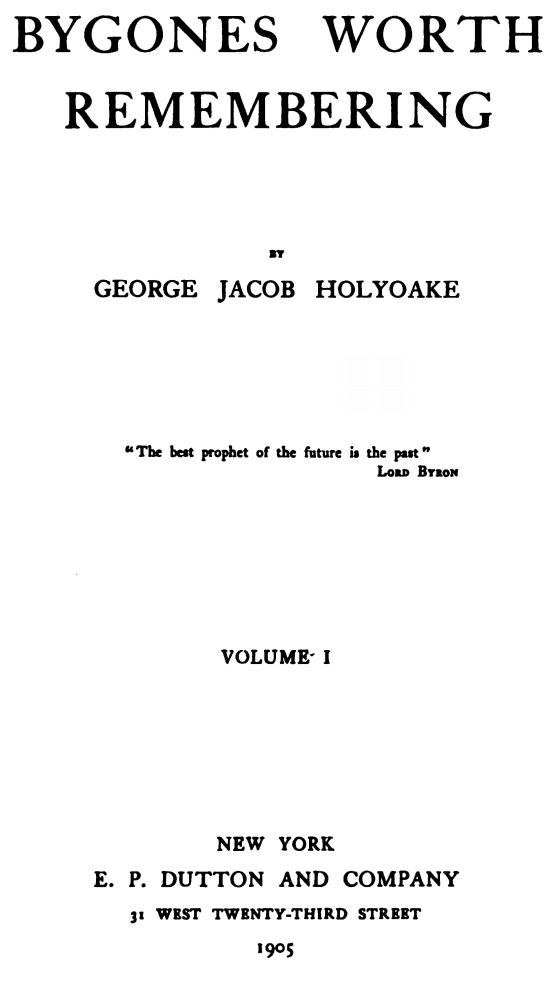 BYGONES WORTH
REMEMBERING
BY
GEORGE JACOB HOLYOAKE
"The best prophet of the future is the past"
LORD BYRON
VOLUME I
NEW YORK
E. P. DUTTON AND COMPANY
31 WEST TWENTY-THIRD STREET
1905